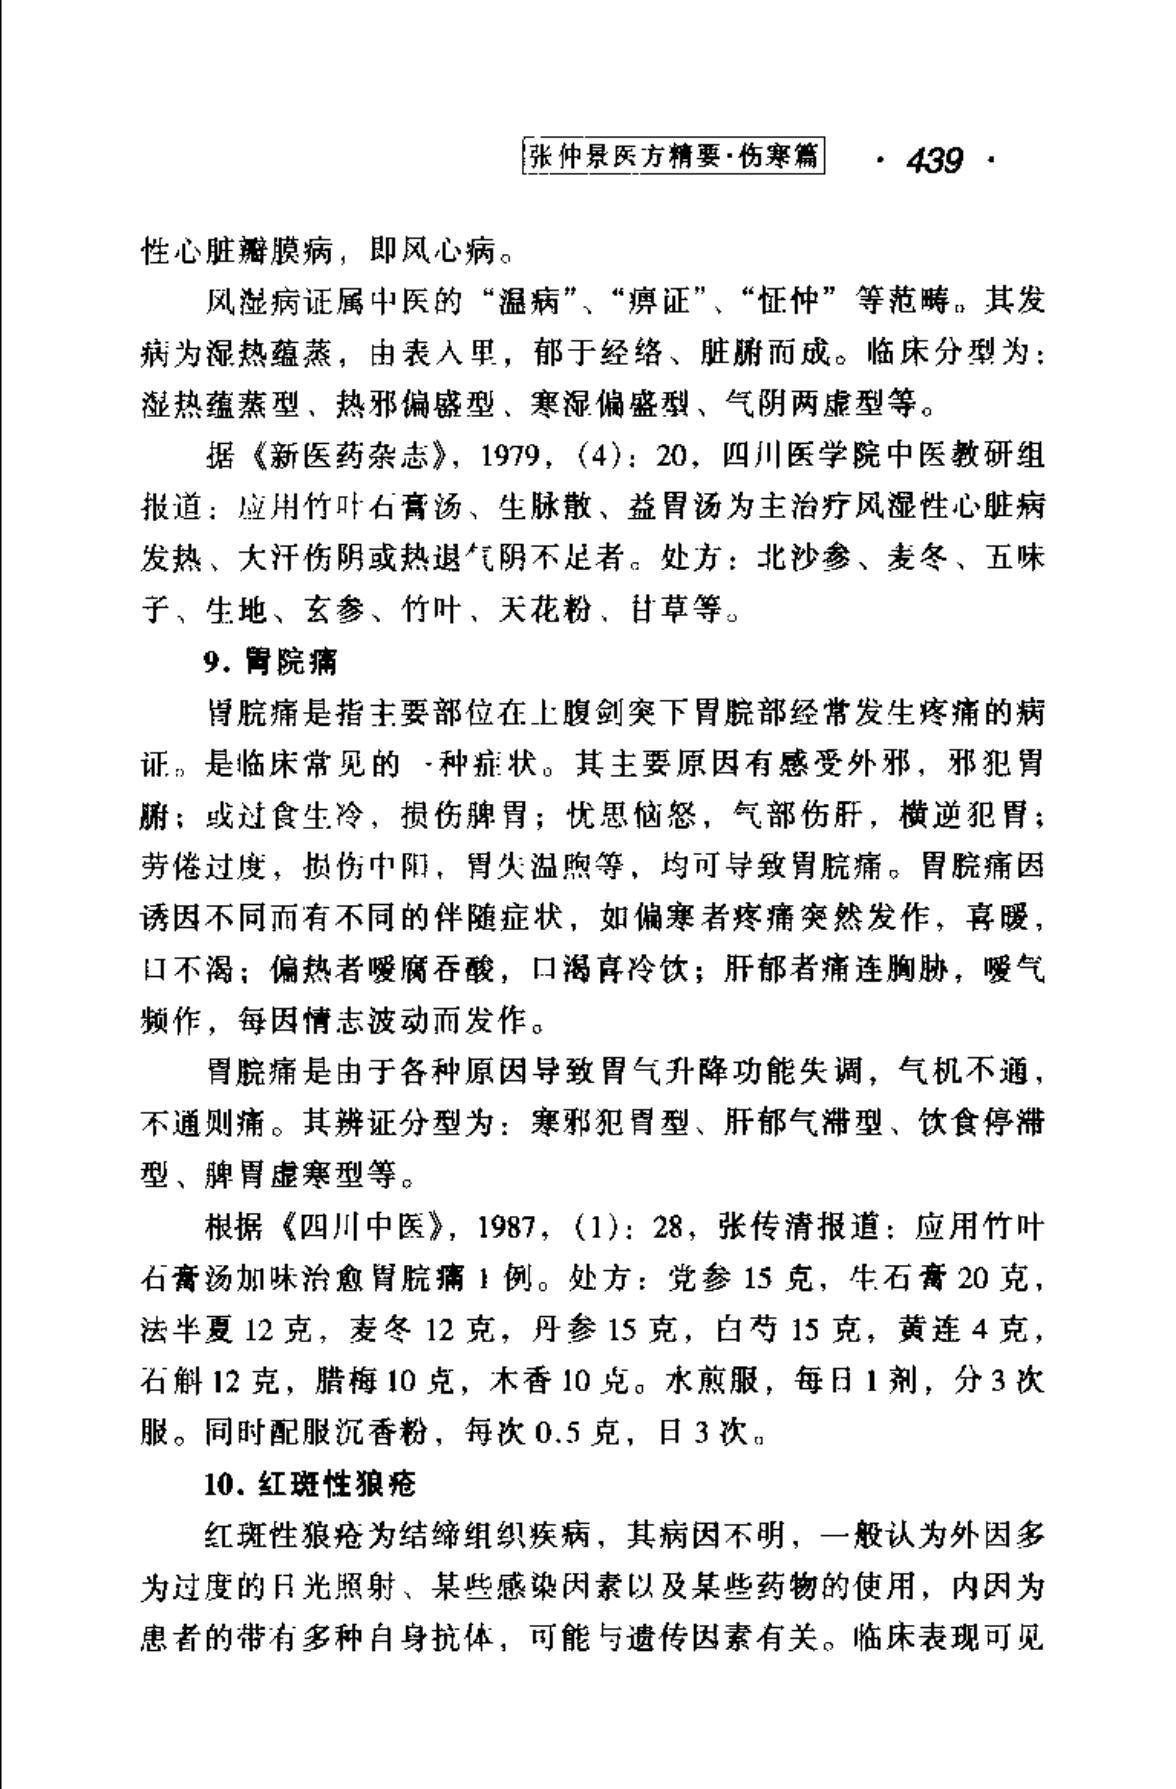 张仲景医方精要·伤寒篇 · 439 ·
性心脏瓣膜病，即风心病。
风湿病证属中医的“温病”、“痹证”、“怔忡”等范畴。其发
病为湿热蕴蒸，由表入里，郁于经络、脏腑而成。临床分型为：
湿热蕴蒸型、热邪偏盛型、寒湿偏盛型、气阴两虚型等。
据《新医药杂志》，1979，（4）：20，四川医学院中医教研组
报道：应用竹叶石膏汤、生脉散、益胃汤为主治疗风湿性心脏病
发热、大汗伤阴或热退气阴不足者。处方：北沙参、麦冬、五味
子、生地、玄参、竹叶、天花粉、甘草等。
9. 胃院痛
胃脘痛是指主要部位在上腹剑突下胃脘部经常发生疼痛的病
证。是临床常见的一种症状。其主要原因有感受外邪，邪犯胃
腑；或过食生冷，损伤脾胃；忧思恼怒，气部伤肝，横逆犯胃；
劳倦过度，损伤中阳，胃失温煦等，均可导致胃脘痛。胃脘痛因
诱因不同而有不同的伴随症状，如偏寒者疼痛突然发作，喜暖，
口不渴；偏热者嗳腐吞酸，口渴喜冷饮；肝郁者痛连胸胁，嗳气
频作，每因情志波动而发作。
胃脘痛是由于各种原因导致胃气升降功能失调，气机不通，
不通则痛。其辨证分型为：寒邪犯胃型、肝郁气滞型、饮食停滞
型、脾胃虚寒型等。
根据《四川中医》，1987，（1）：28，张传清报道：应用竹叶
石膏汤加味治愈胃脘痛 1 例。处方：党参 15 克，生石膏 20 克，
法半夏 12 克，麦冬 12 克，丹参 15 克，白芍 15 克，黄连 4 克，
石斛 12 克，腊梅 10 克，木香 10 克。水煎服，每日 1 剂，分 3 次
服。同时配服沉香粉，每次 0.5 克，日 3 次。
10. 红斑性狼疮
红斑性狼疮为结缔组织疾病，其病因不明，一般认为外因多
为过度的日光照射、某些感染因素以及某些药物的使用，内因为
患者的带有多种自身抗体，可能与遗传因素有关。临床表现可见